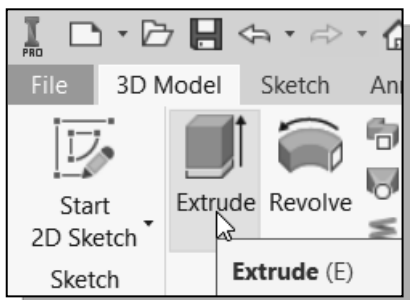 PRO
File 3D Model Sketch
Extrude Revolve
Start
2D Sketch
Sketch
Extrude (E)